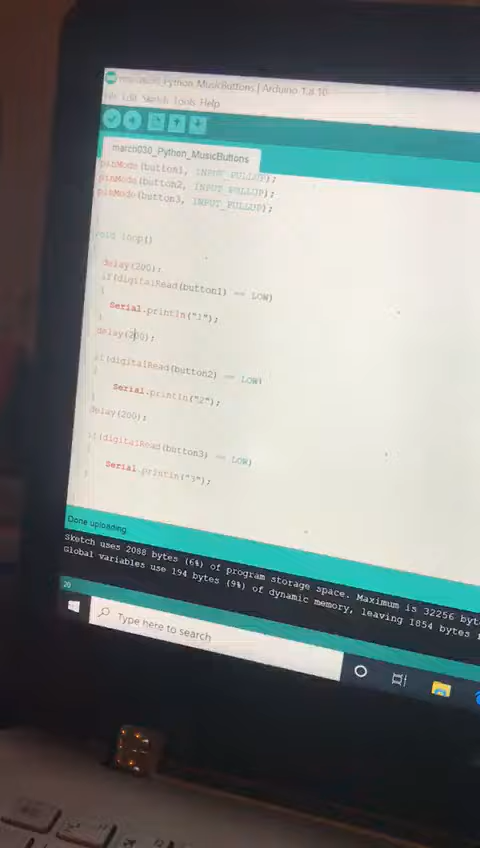 march030_Python_MusicButtons | Arduino 1.8.10
File Edit Sketch Tools Help
march030_Python_MusicButtons
pinMode(button1, INPUT_PULLUP);
pinMode(button2, INPUT_PULLUP);
pinMode(button3, INPUT_PULLUP);
void loop()
{
delay(200);
if(digitalRead(button1) == LOW)
{
Serial.println("1");
}
delay(200);
if(digitalRead(button2) == LOW)
{
Serial.println("2");
}
delay(200);
if(digitalRead(button3) == LOW)
{
Serial.println("3");
}
Done uploading
Sketch uses 2088 bytes (6%) of program storage space. Maximum is 32256 byt
Global variables use 194 bytes (9%) of dynamic memory, leaving 1854 bytes
20
Type here to search